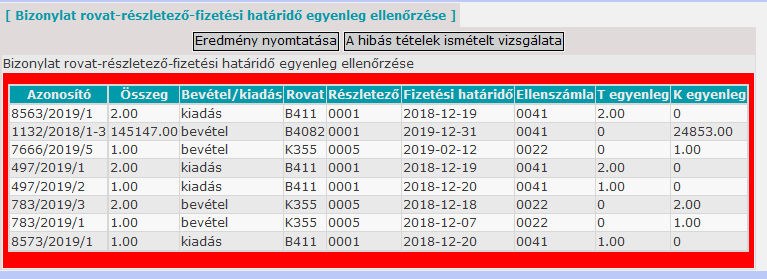 [ Bizonylat rovat-részletező-fizetési határidő egyenleg ellenőrzése ]
Eredmény nyomtatása A hibás tételek ismételt vizsgálata
Bizonylat rovat-részletező-fizetési határidő egyenleg ellenőrzése
Azonosító Összeg Bevétel/kiadás Rovat Részletező Fizetési határidő Ellenszámla T egyenleg K egyenleg
8563/2019/1 2.00 kiadás B411 0001 2018-12-19 0041 2.00 0
1132/2018/1-3 145147.00 bevétel B4082 0001 2019-12-31 0041 0 24853.00
7666/2019/5 1.00 bevétel K355 0005 2019-02-12 0022 0 1.00
497/2019/1 2.00 kiadás B411 0001 2018-12-19 0041 2.00 0
497/2019/2 1.00 kiadás B411 0001 2018-12-20 0041 1.00 0
783/2019/3 2.00 bevétel K355 0005 2018-12-18 0022 0 2.00
783/2019/1 1.00 bevétel K355 0005 2018-12-07 0022 0 1.00
8573/2019/1 1.00 kiadás B411 0001 2018-12-20 0041 1.00 0